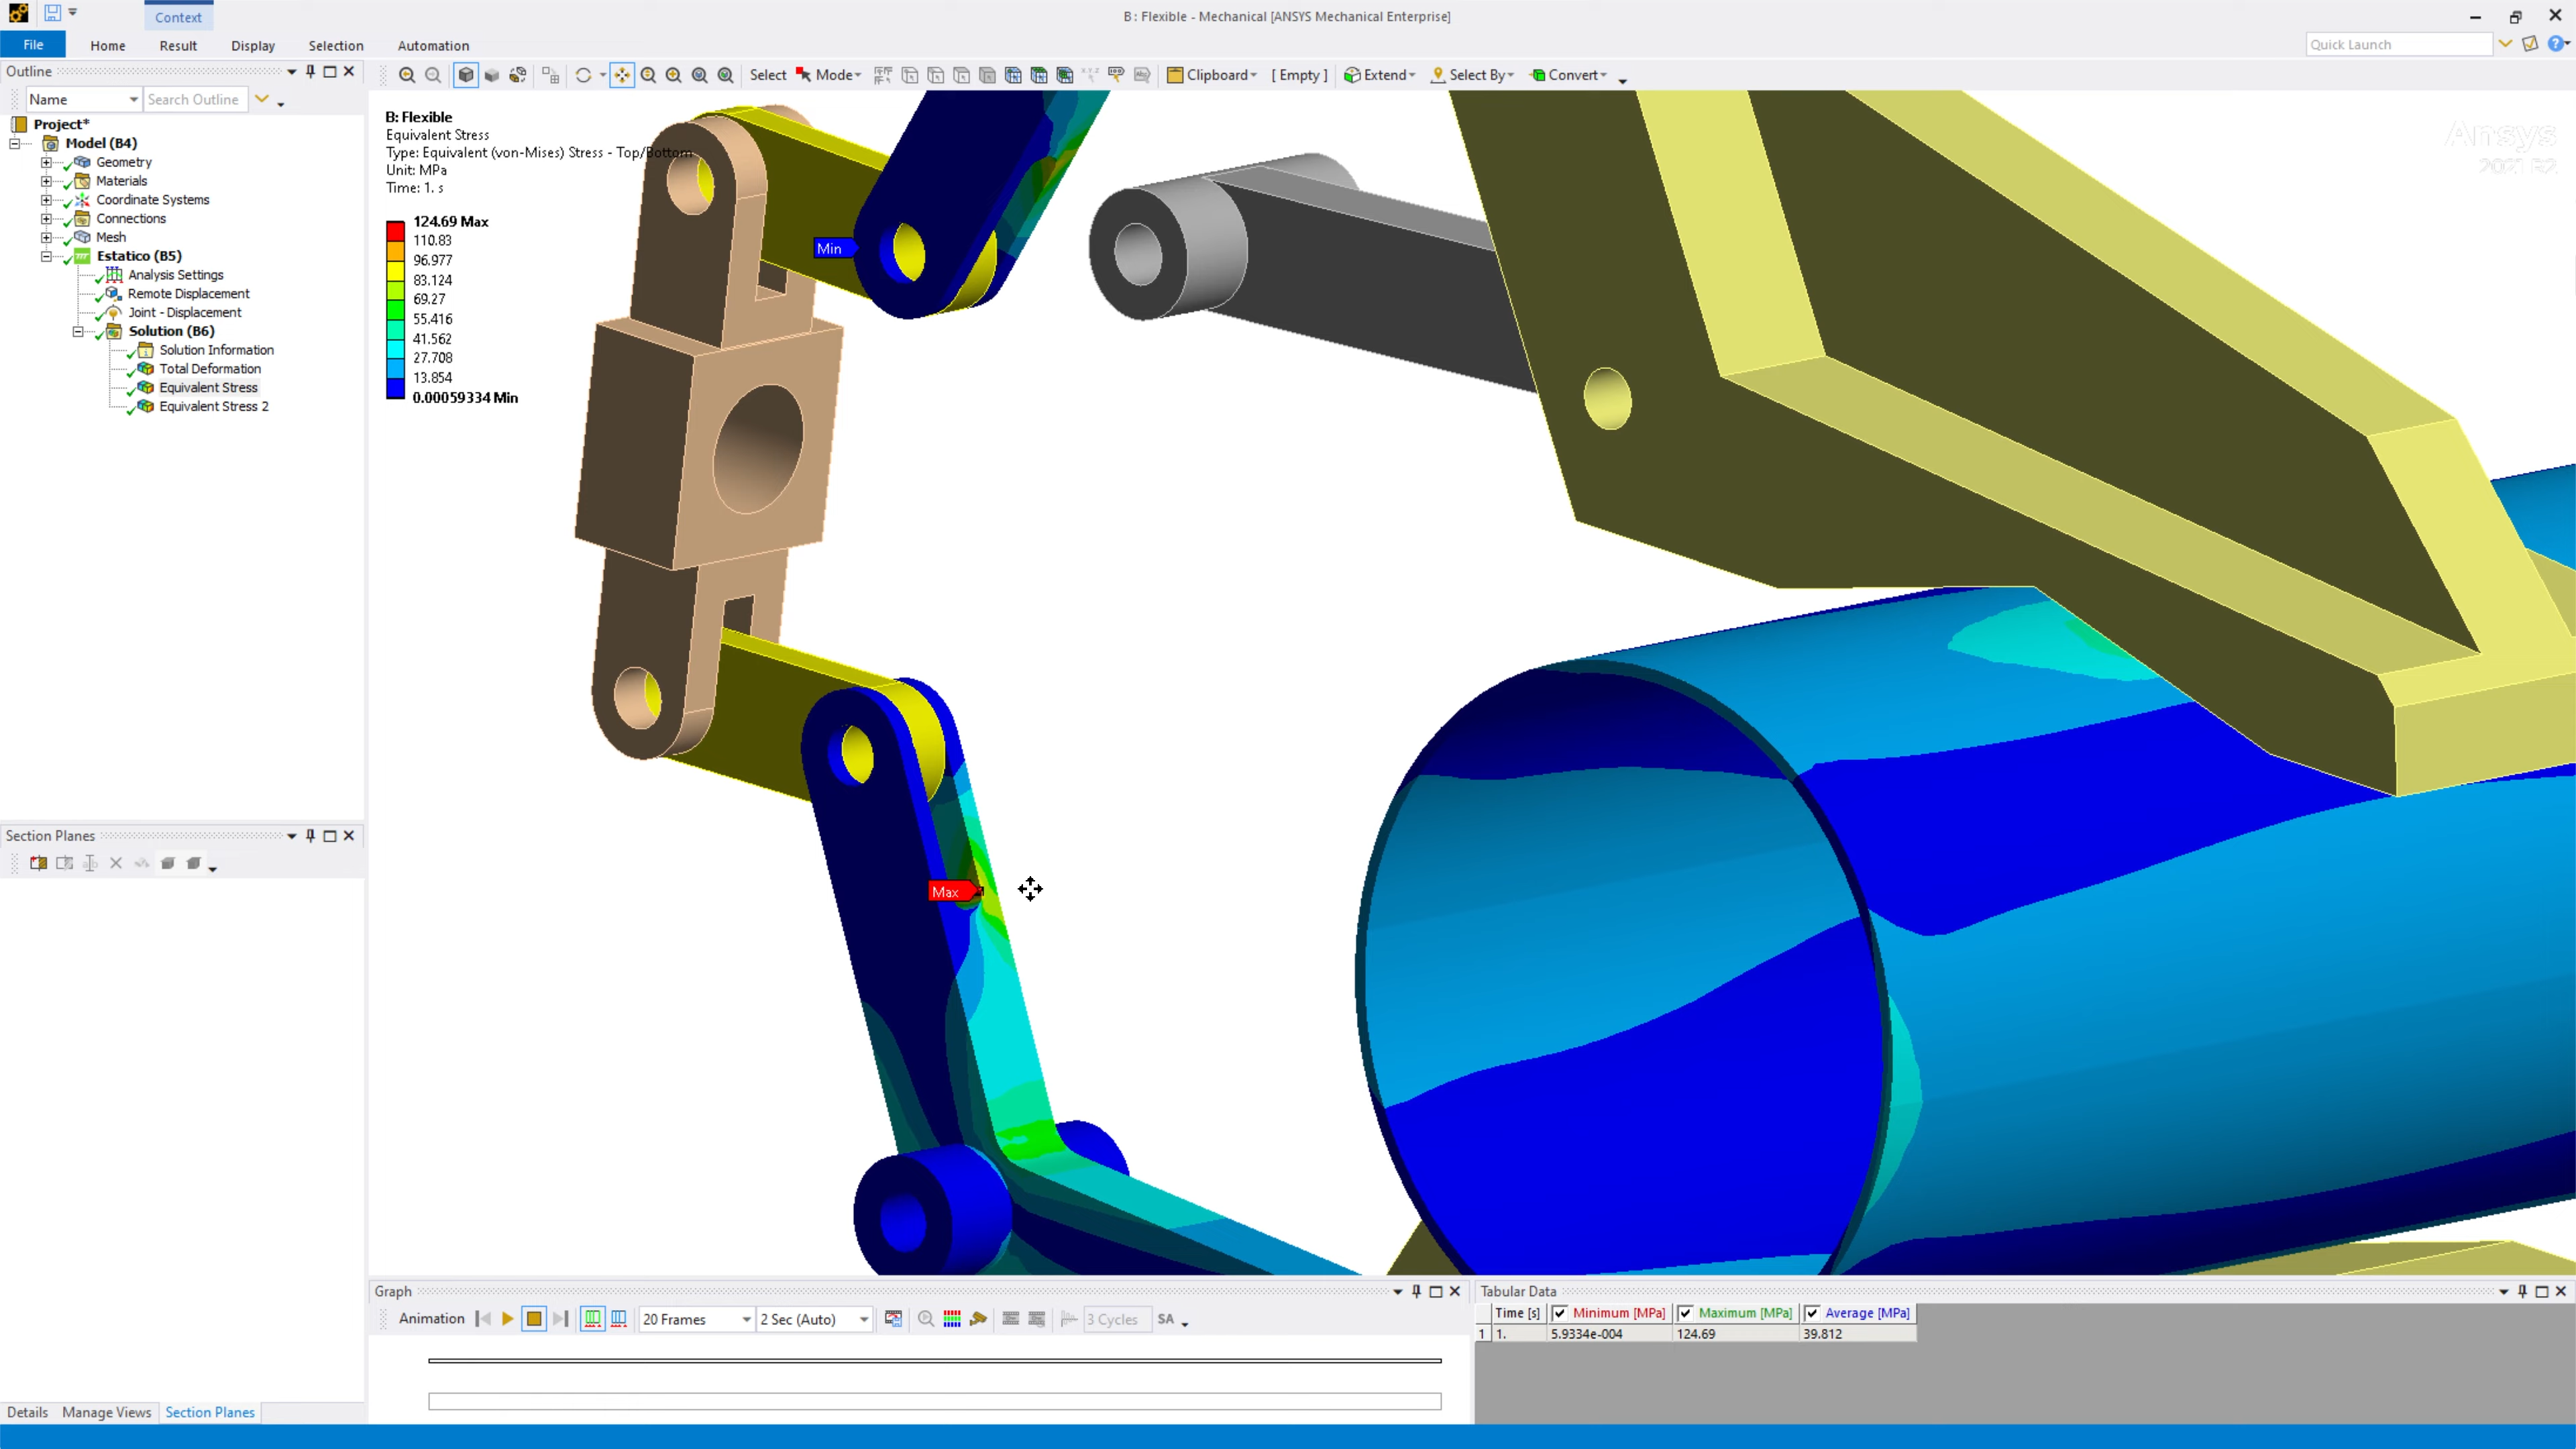 Context
B : Flexible - Mechanical [ANSYS Mechanical Enterprise]
File Home Result Display Selection Automation
Quick Launch
Outline
Select Mode Clipboard [ Empty ] Extend Select By Convert
Name Search Outline
Project*
Model (B4)
Geometry
Materials
Coordinate Systems
Connections
Mesh
Estatico (B5)
Analysis Settings
Remote Displacement
Joint - Displacement
Solution (B6)
Solution Information
Total Deformation
Equivalent Stress
Equivalent Stress 2
B: Flexible
Equivalent Stress
Type: Equivalent (von-Mises) Stress - Top/Bottom
Unit: MPa
Time: 1. s
124.69 Max
110.83
96.977
83.124
69.27
55.416
41.562
27.708
13.854
0.00059334 Min
Min
Max
Ansys
2021 R2
Section Planes
Details Manage Views Section Planes
Graph
Animation 20 Frames 2 Sec (Auto) 3 Cycles SA
Tabular Data
Time [s] Minimum [MPa] Maximum [MPa] Average [MPa]
1 1. 5.9334e-004 124.69 39.812